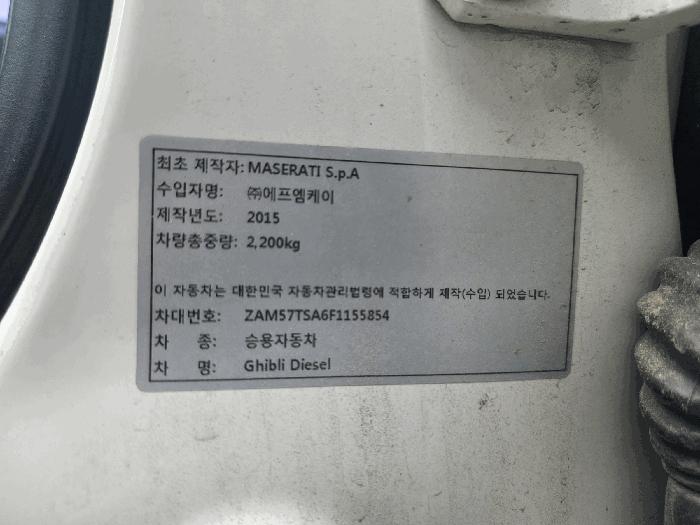 최초 제작자: MASERATI S.p.A
수입자명: ㈜에프엠케이
제작년도: 2015
차량총중량: 2,200kg
이 자동차는 대한민국 자동차관리법령에 적합하게 제작(수입) 되었습니다.
차대번호: ZAM57TSA6F1155854
차 종: 승용자동차
차 명: Ghibli Diesel